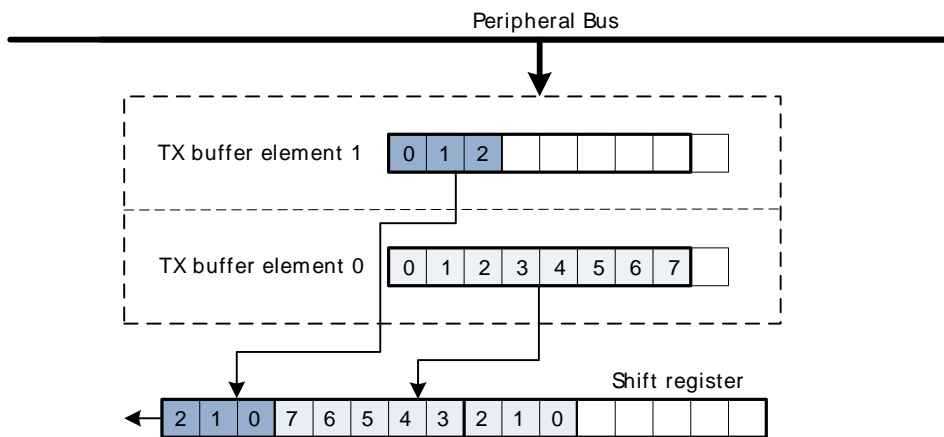 Peripheral Bus
TX buffer element 1
0 1 2
TX buffer element 0
0 1 2 3 4 5 6 7
Shift register
2 1 0 7 6 5 4 3 2 1 0